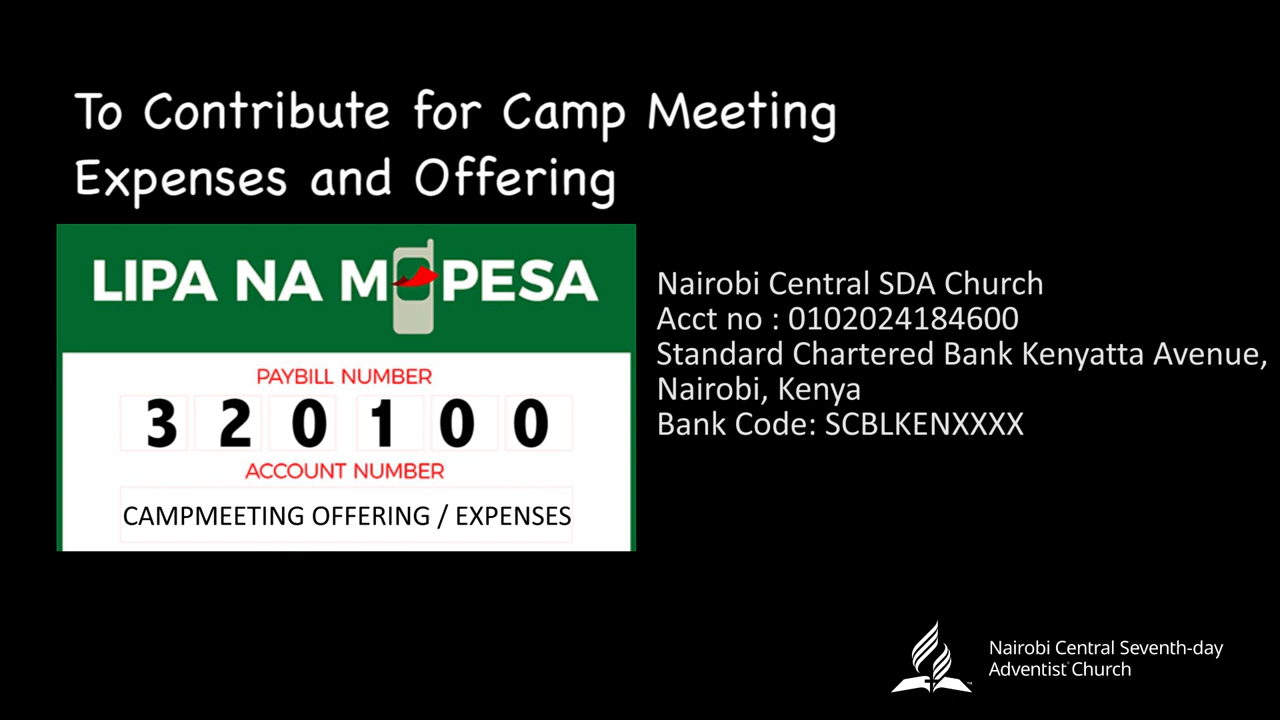 To Contribute for Camp Meeting
Expenses and Offering
LIPA NA M PESA
PAYBILL NUMBER
3 2 0 1 0 0
ACCOUNT NUMBER
CAMPMEETING OFFERING / EXPENSES
Nairobi Central SDA Church
Acct no : 0102024184600
Standard Chartered Bank Kenyatta Avenue,
Nairobi, Kenya
Bank Code: SCBLKENXXXX
Nairobi Central Seventh-day
Adventist Church